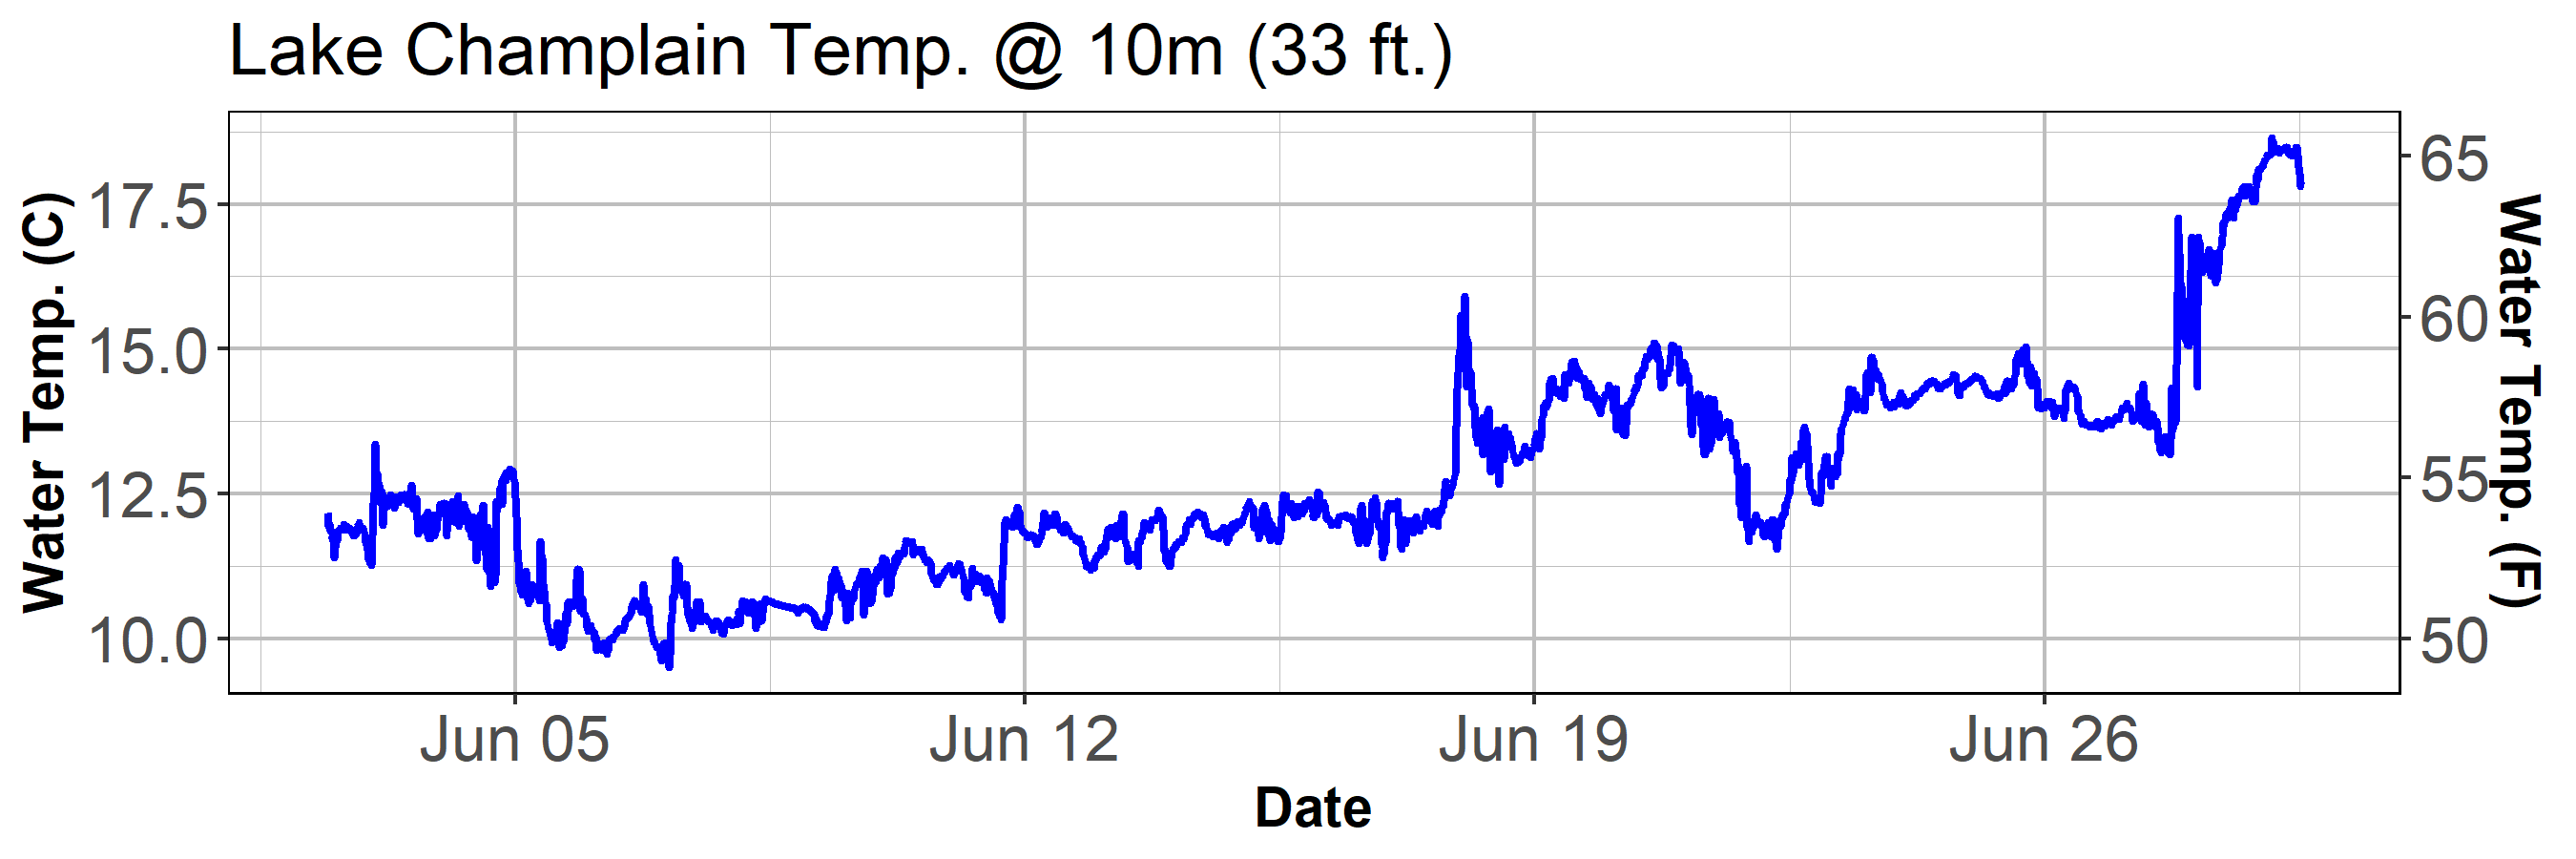 Lake Champlain Temp. @ 10m (33 ft.)
Water Temp. (C)
17.5
15.0
12.5
10.0
65
60
55
50
Water Temp. (F)
Jun 05 Jun 12 Jun 19 Jun 26
Date